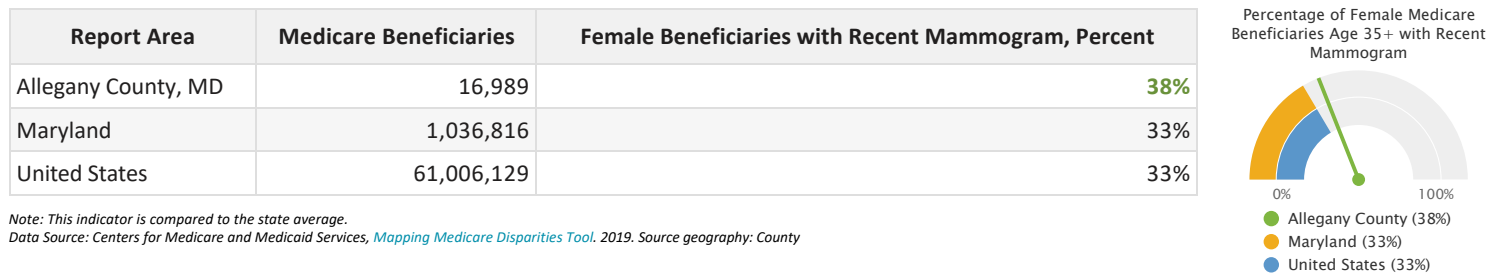 Report Area Medicare Beneficiaries Female Beneficiaries with Recent Mammogram, Percent
Allegany County, MD 16,989 38%
Maryland 1,036,816 33%
United States 61,006,129 33%
Note: This indicator is compared to the state average.
Data Source: Centers for Medicare and Medicaid Services, Mapping Medicare Disparities Tool. 2019. Source geography: County
Percentage of Female Medicare
Beneficiaries Age 35+ with Recent
Mammogram
0% 100%
Allegany County (38%)
Maryland (33%)
United States (33%)